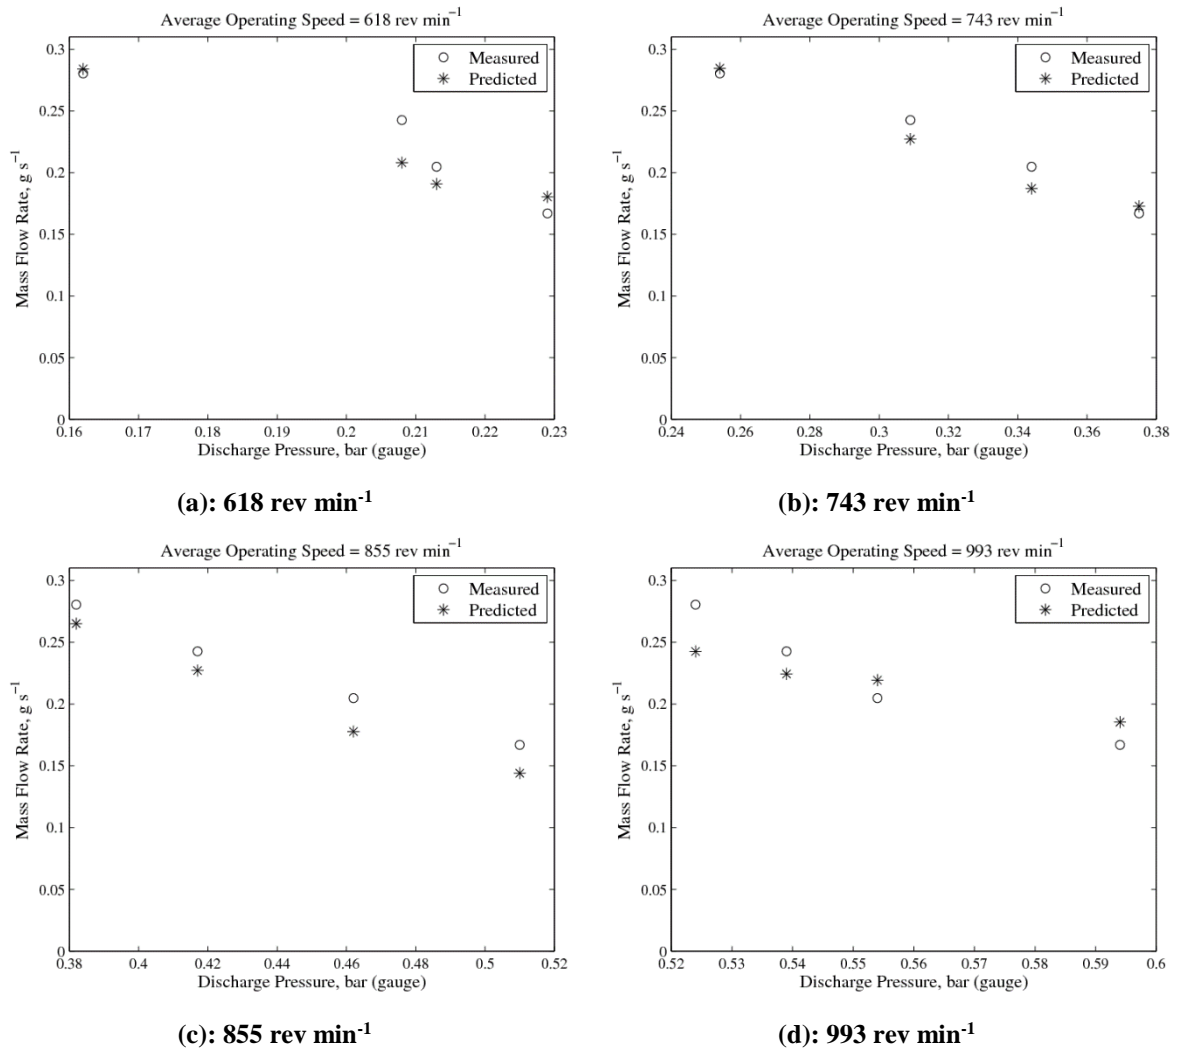 Average Operating Speed = 618 rev min⁻¹
Measured
Predicted
Mass Flow Rate, g s⁻¹
0.3
0.25
0.2
0.15
0.1
0.05
0
0.16 0.17 0.18 0.19 0.2 0.21 0.22 0.23
Discharge Pressure, bar (gauge)
(a): 618 rev min⁻¹
Average Operating Speed = 743 rev min⁻¹
Measured
Predicted
Mass Flow Rate, g s⁻¹
0.3
0.25
0.2
0.15
0.1
0.05
0
0.24 0.26 0.28 0.3 0.32 0.34 0.36 0.38
Discharge Pressure, bar (gauge)
(b): 743 rev min⁻¹
Average Operating Speed = 855 rev min⁻¹
Measured
Predicted
Mass Flow Rate, g s⁻¹
0.3
0.25
0.2
0.15
0.1
0.05
0
0.38 0.4 0.42 0.44 0.46 0.48 0.5 0.52
Discharge Pressure, bar (gauge)
(c): 855 rev min⁻¹
Average Operating Speed = 993 rev min⁻¹
Measured
Predicted
Mass Flow Rate, g s⁻¹
0.3
0.25
0.2
0.15
0.1
0.05
0
0.52 0.53 0.54 0.55 0.56 0.57 0.58 0.59 0.6
Discharge Pressure, bar (gauge)
(d): 993 rev min⁻¹